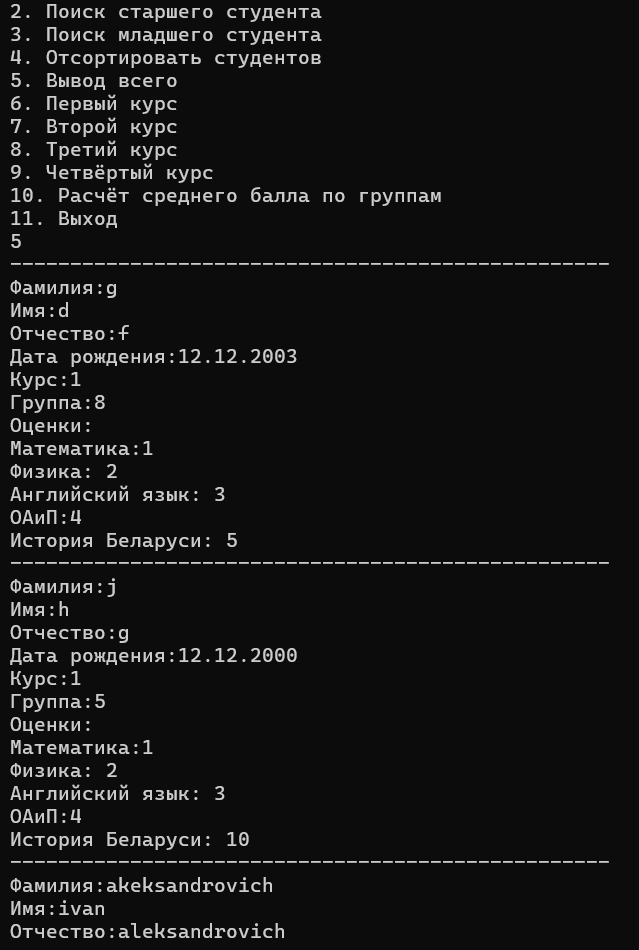 2. Поиск старшего студента
3. Поиск младшего студента
4. Отсортировать студентов
5. Вывод всего
6. Первый курс
7. Второй курс
8. Третий курс
9. Четвёртый курс
10. Расчёт среднего балла по группам
11. Выход
5
--------------------------------------------------
Фамилия:g
Имя:d
Отчество:f
Дата рождения:12.12.2003
Курс:1
Группа:8
Оценки:
Математика:1
Физика: 2
Английский язык: 3
ОАиП:4
История Беларуси: 5
--------------------------------------------------
Фамилия:j
Имя:h
Отчество:g
Дата рождения:12.12.2000
Курс:1
Группа:5
Оценки:
Математика:1
Физика: 2
Английский язык: 3
ОАиП:4
История Беларуси: 10
--------------------------------------------------
Фамилия:akeksandrovich
Имя:ivan
Отчество:aleksandrovich